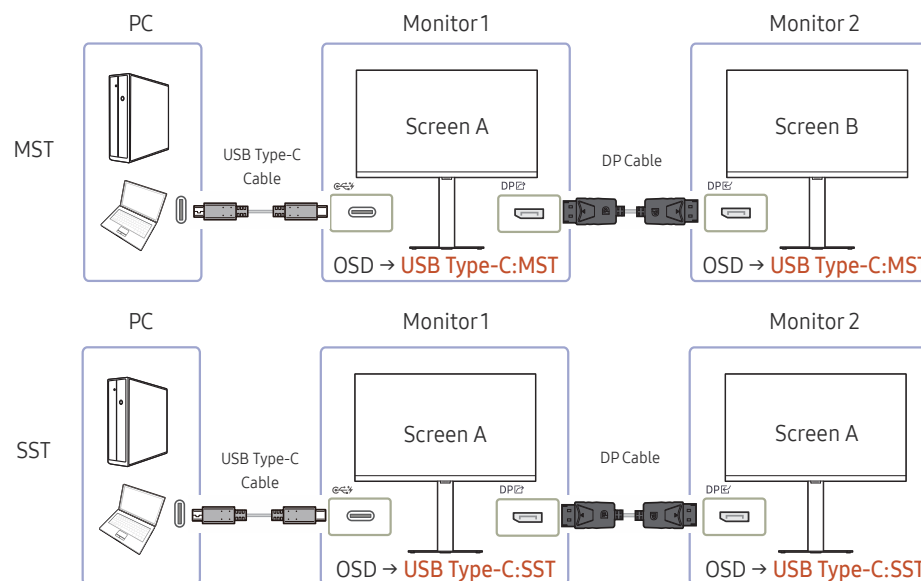 PC Monitor 1 Monitor 2
MST
Screen A
Screen B
USB Type-C
Cable
DP Cable
DP
DP
OSD → USB Type-C:MST
OSD → USB Type-C:MST
PC Monitor 1 Monitor 2
SST
Screen A
Screen A
USB Type-C
Cable
DP Cable
DP
DP
OSD → USB Type-C:SST
OSD → USB Type-C:SST